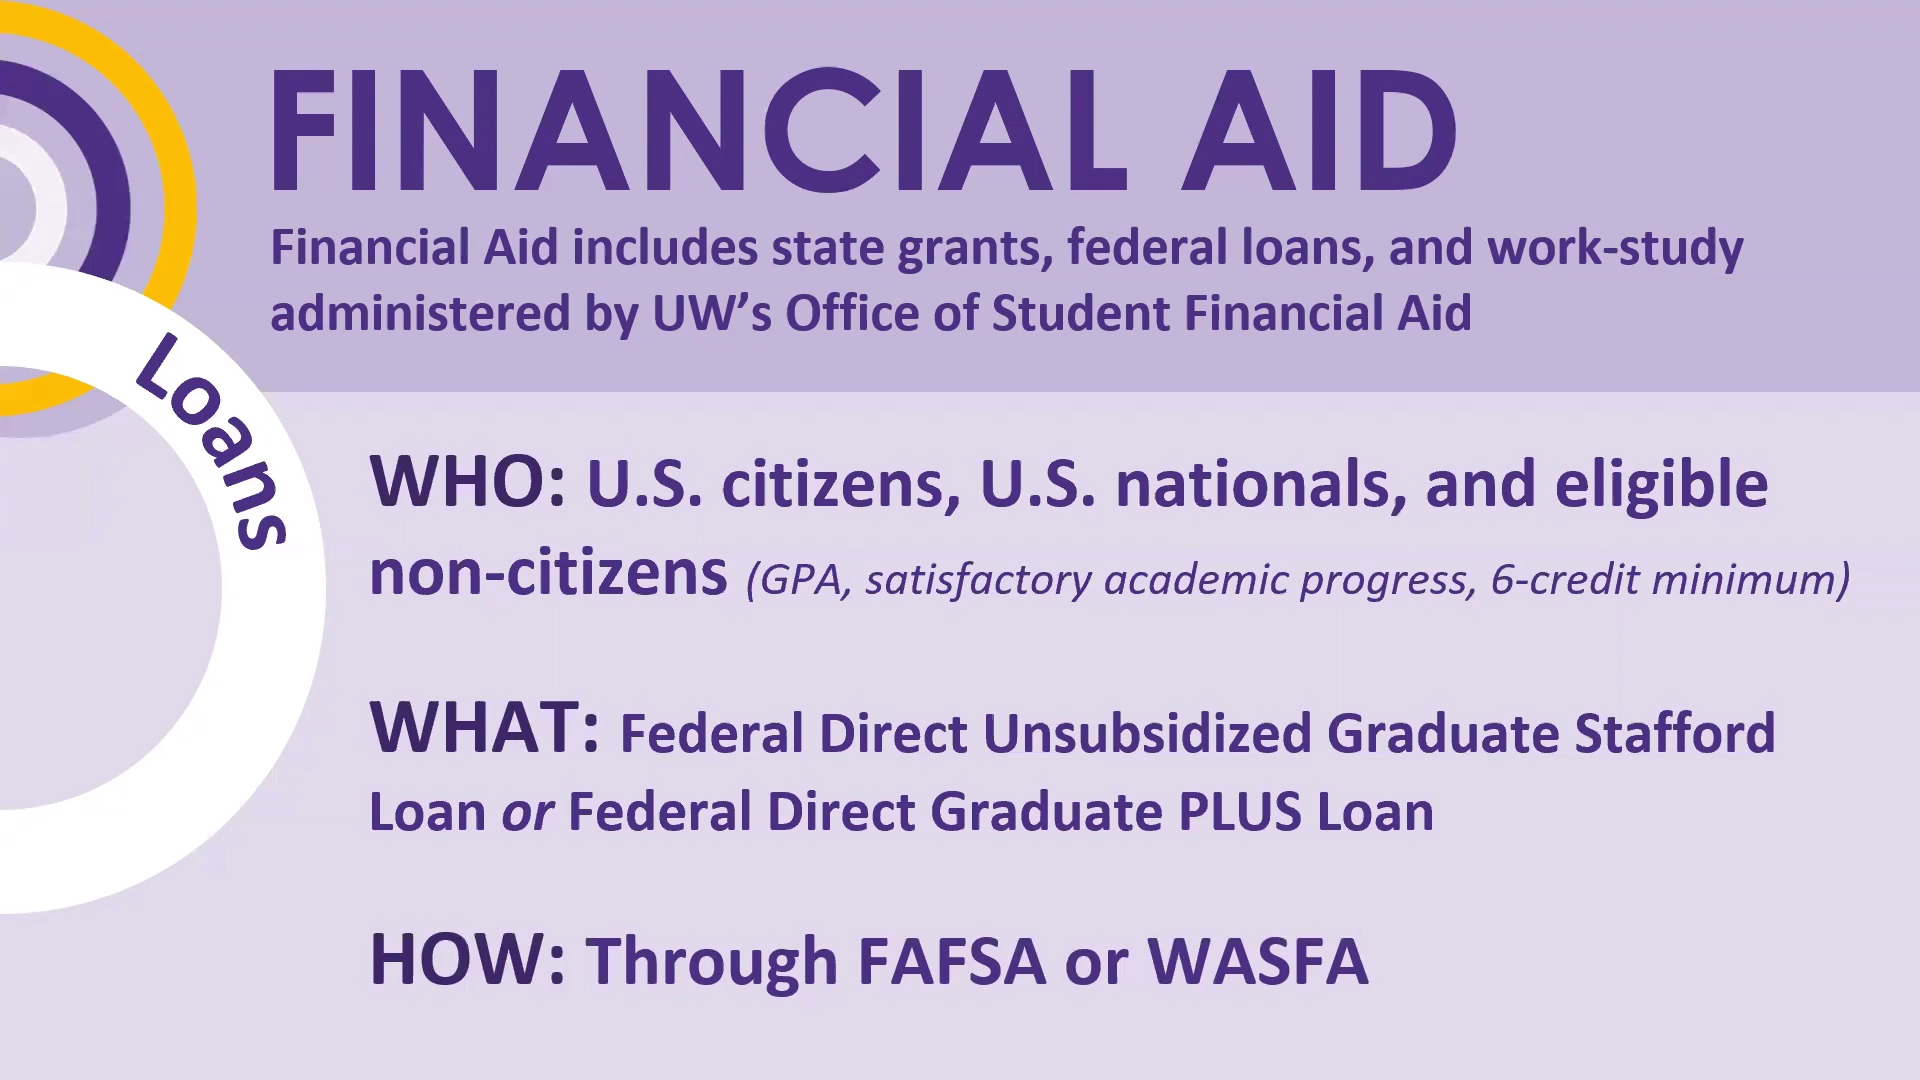 FINANCIAL AID
Financial Aid includes state grants, federal loans, and work-study
administered by UW’s Office of Student Financial Aid
Loans
WHO: U.S. citizens, U.S. nationals, and eligible
non-citizens (GPA, satisfactory academic progress, 6-credit minimum)
WHAT: Federal Direct Unsubsidized Graduate Stafford
Loan or Federal Direct Graduate PLUS Loan
HOW: Through FAFSA or WASFA